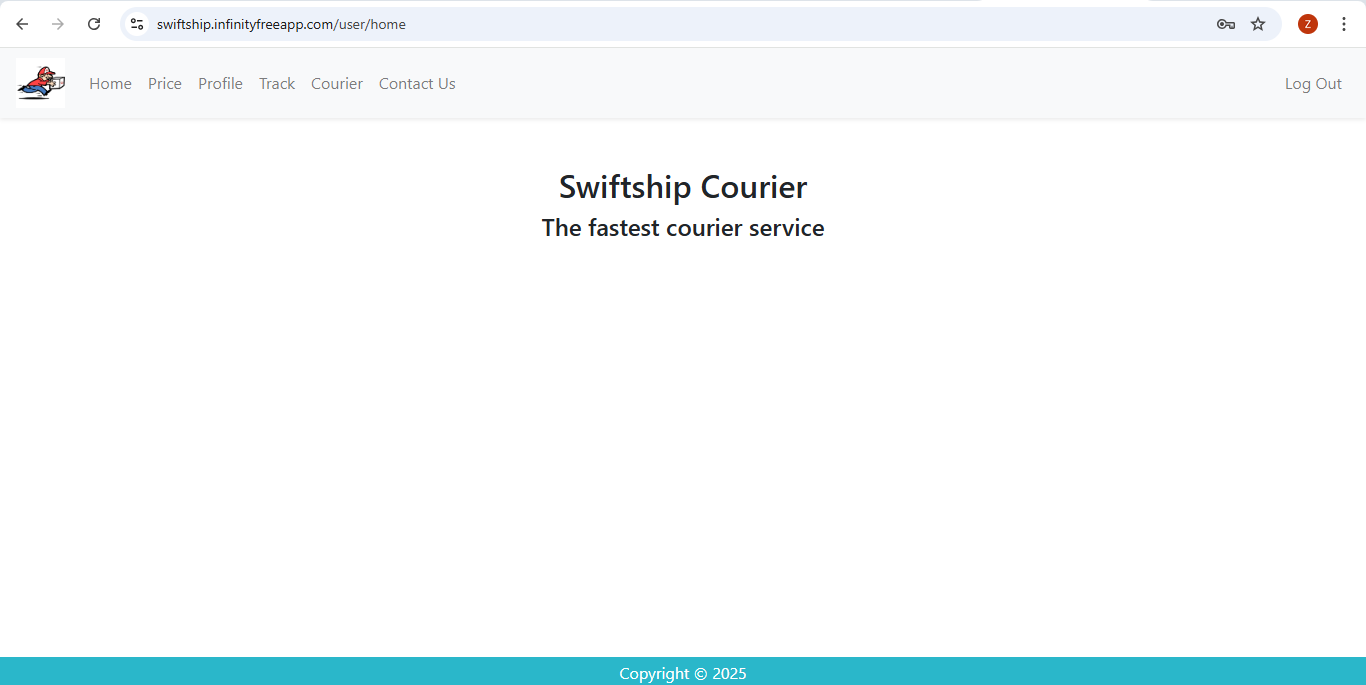 swiftship.infinityfreeapp.com/user/home
Z
Home Price Profile Track Courier Contact Us Log Out
Swiftship Courier
The fastest courier service
Copyright © 2025